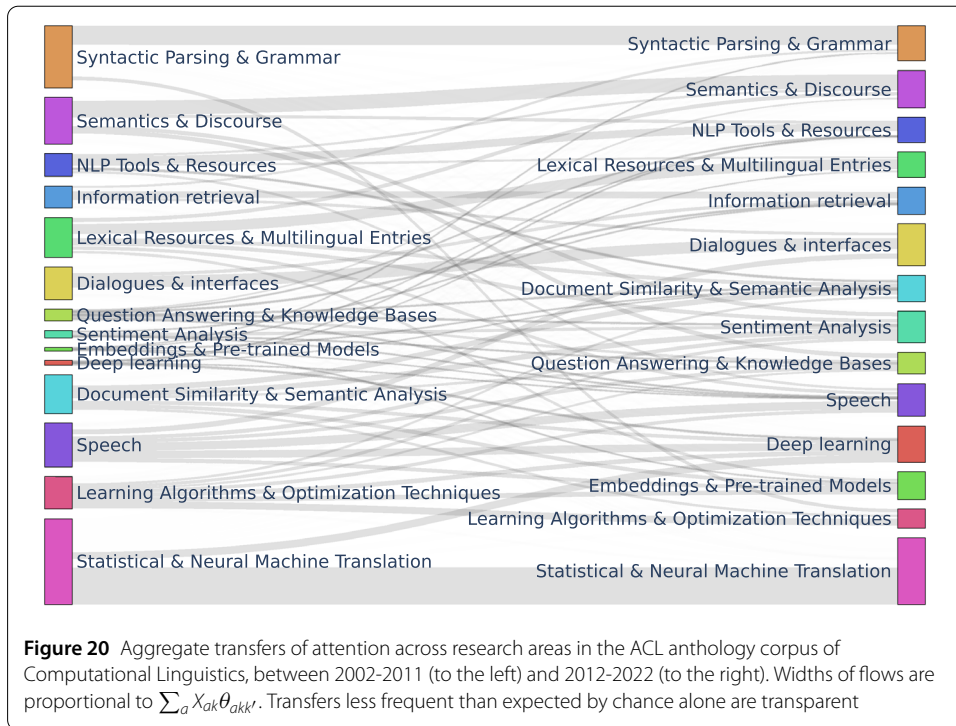 Syntactic Parsing & Grammar
Semantics & Discourse
NLP Tools & Resources
Information retrieval
Lexical Resources & Multilingual Entries
Dialogues & interfaces
Question Answering & Knowledge Bases
Sentiment Analysis
Embeddings & Pre-trained Models
Deep learning
Document Similarity & Semantic Analysis
Speech
Learning Algorithms & Optimization Techniques
Statistical & Neural Machine Translation
Syntactic Parsing & Grammar
Semantics & Discourse
NLP Tools & Resources
Lexical Resources & Multilingual Entries
Information retrieval
Dialogues & interfaces
Document Similarity & Semantic Analysis
Sentiment Analysis
Question Answering & Knowledge Bases
Speech
Deep learning
Embeddings & Pre-trained Models
Learning Algorithms & Optimization Techniques
Statistical & Neural Machine Translation
Figure 20 Aggregate transfers of attention across research areas in the ACL anthology corpus of
Computational Linguistics, between 2002-2011 (to the left) and 2012-2022 (to the right). Widths of flows are
proportional to ∑ₐ Xₐₖθₐₖₖ′. Transfers less frequent than expected by chance alone are transparent